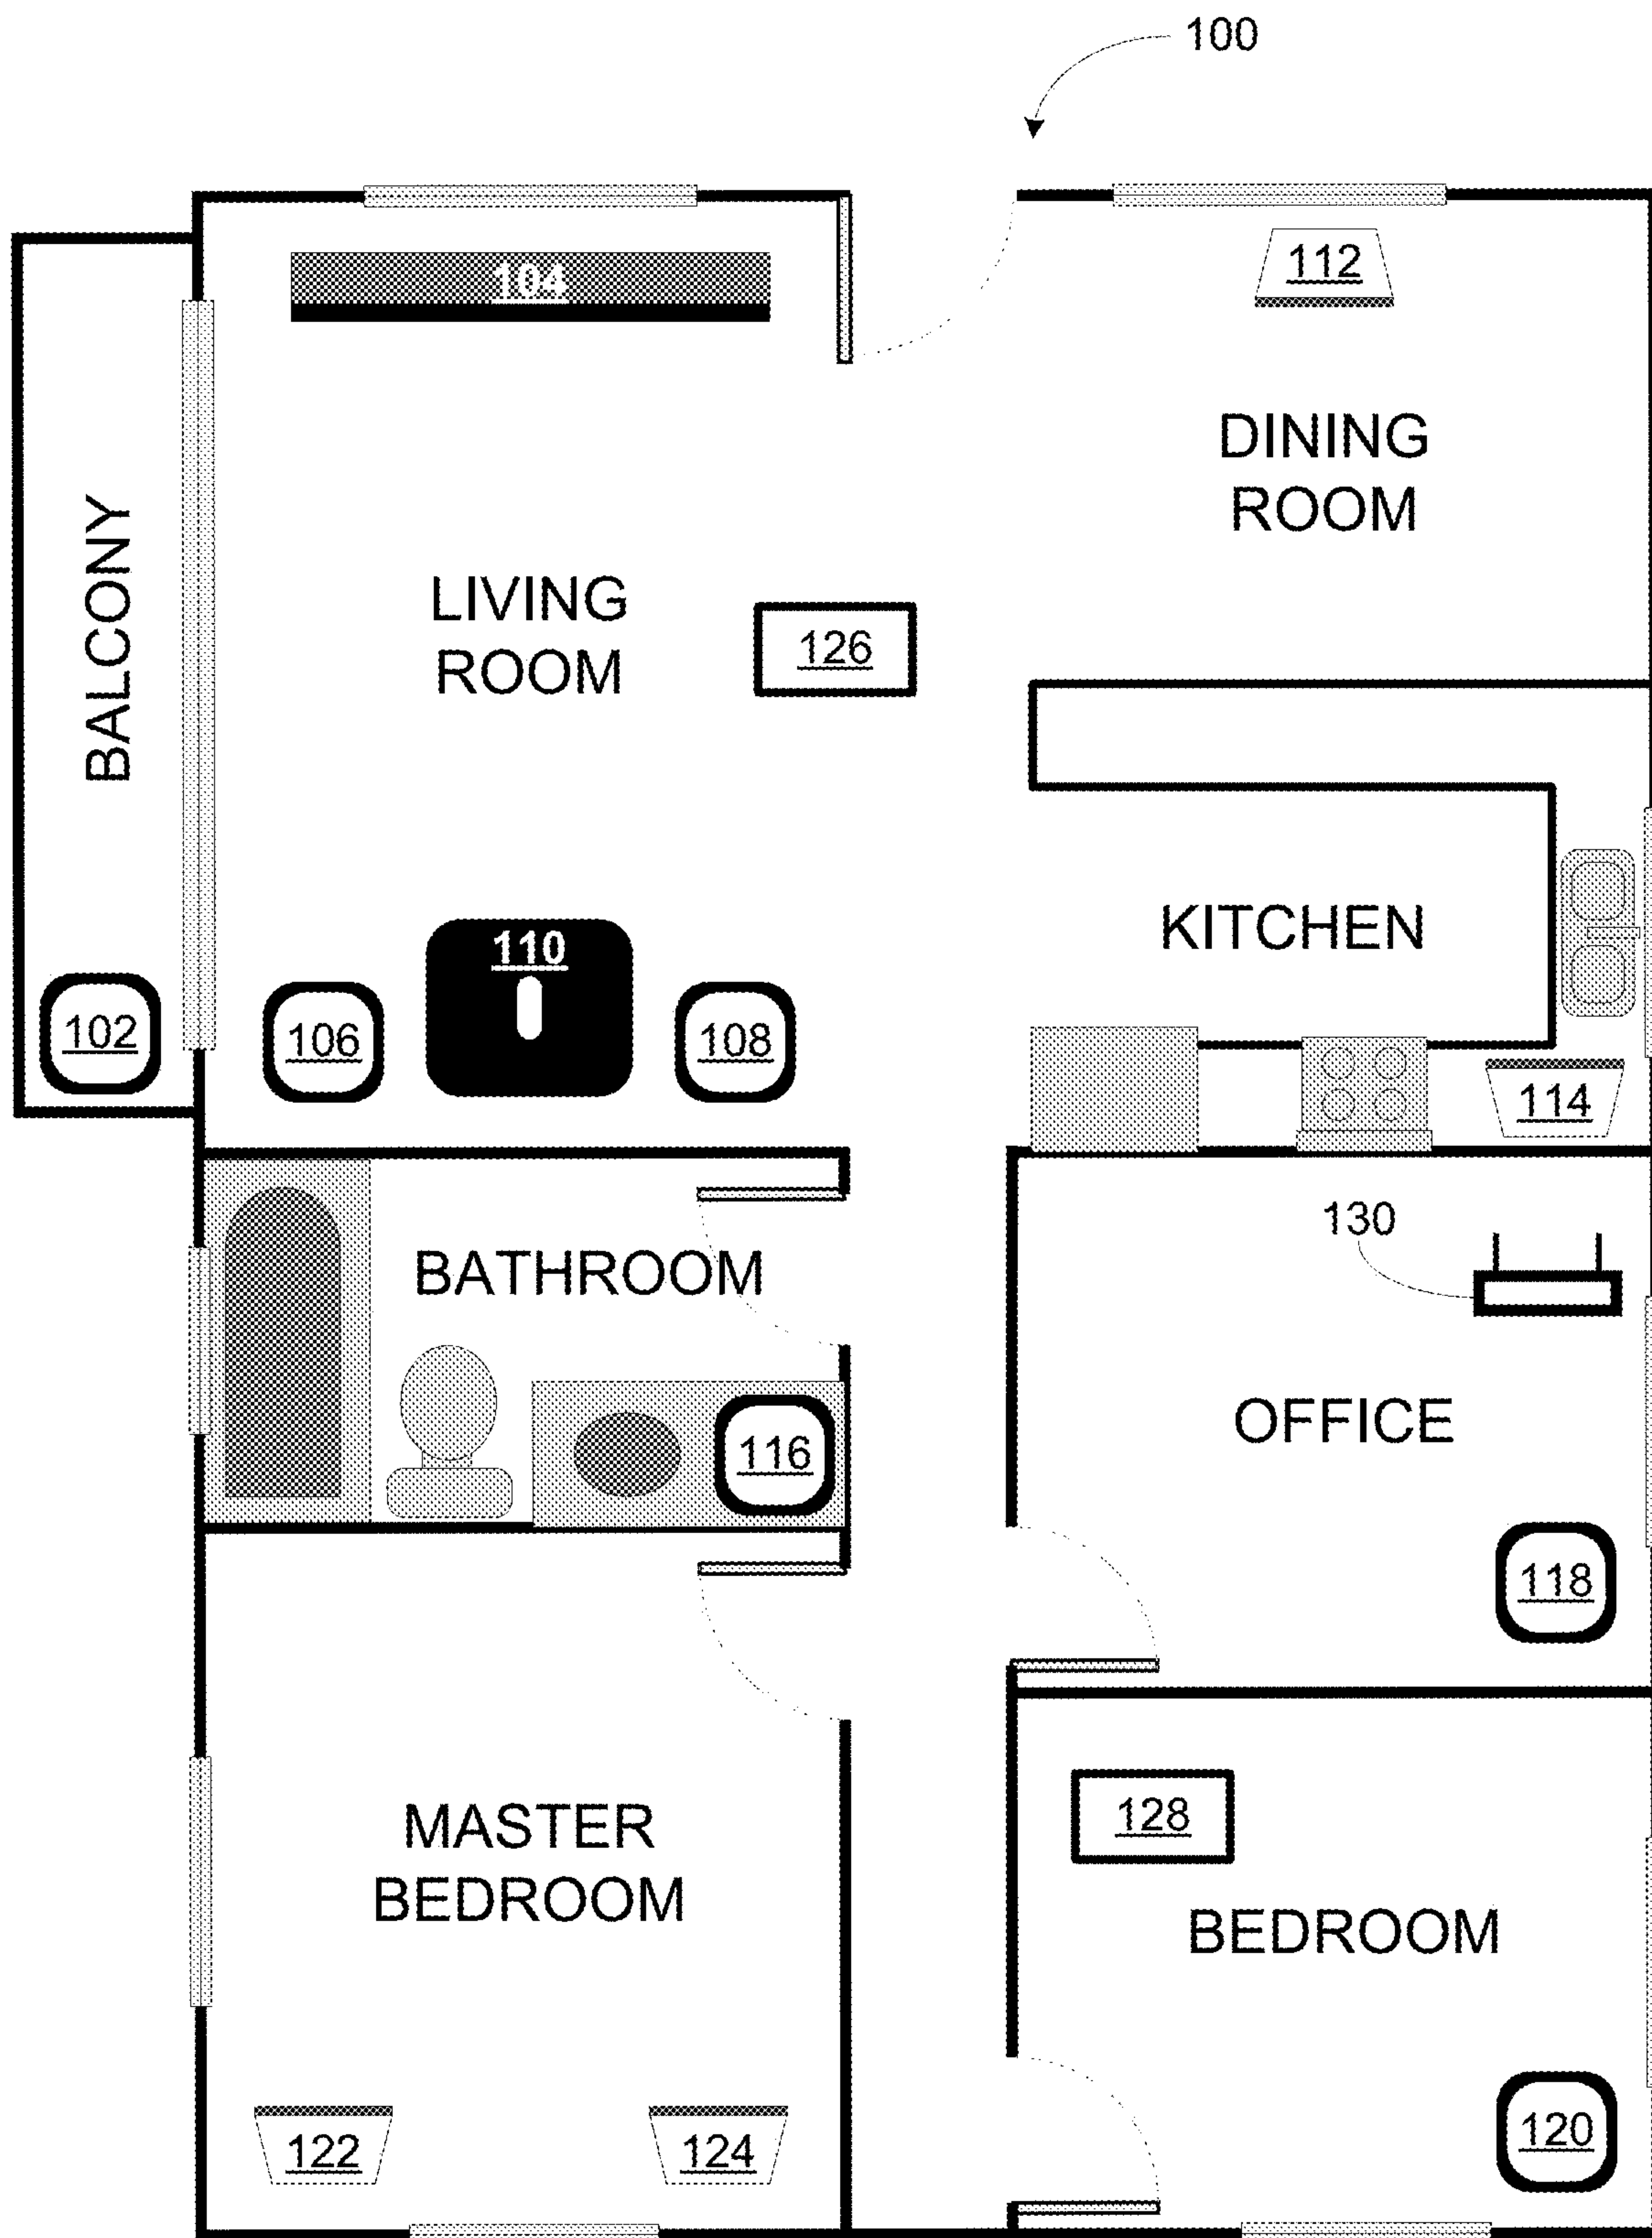 100
104
112
DINING
ROOM
BALCONY
LIVING
ROOM
126
110
KITCHEN
102
106
108
114
130
BATHROOM
OFFICE
116
118
128
MASTER
BEDROOM
BEDROOM
122
124
120